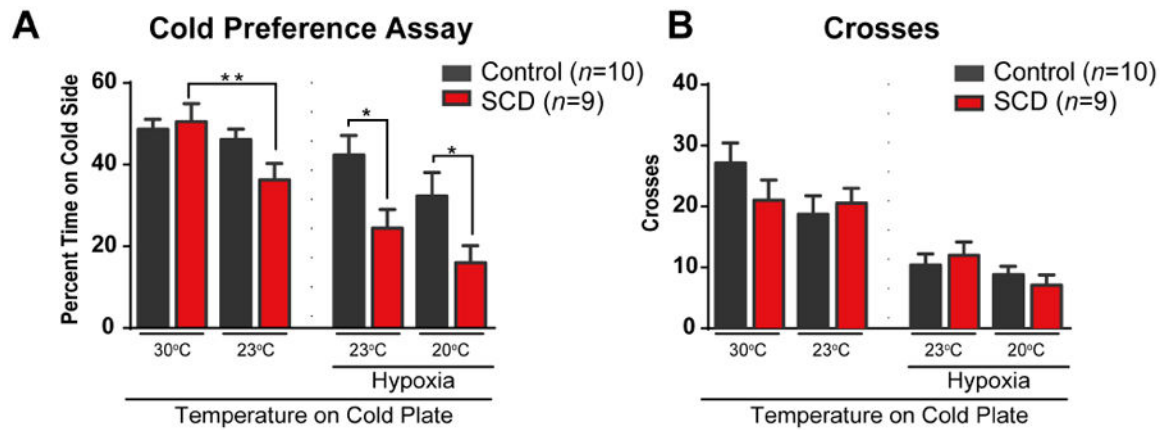 A Cold Preference Assay
Control (n=10)
SCD (n=9)
Percent Time on Cold Side
60
40
20
0
**
*
*
30°C 23°C 23°C 20°C
Hypoxia
Temperature on Cold Plate
B Crosses
Control (n=10)
SCD (n=9)
Crosses
40
30
20
10
0
30°C 23°C 23°C 20°C
Hypoxia
Temperature on Cold Plate